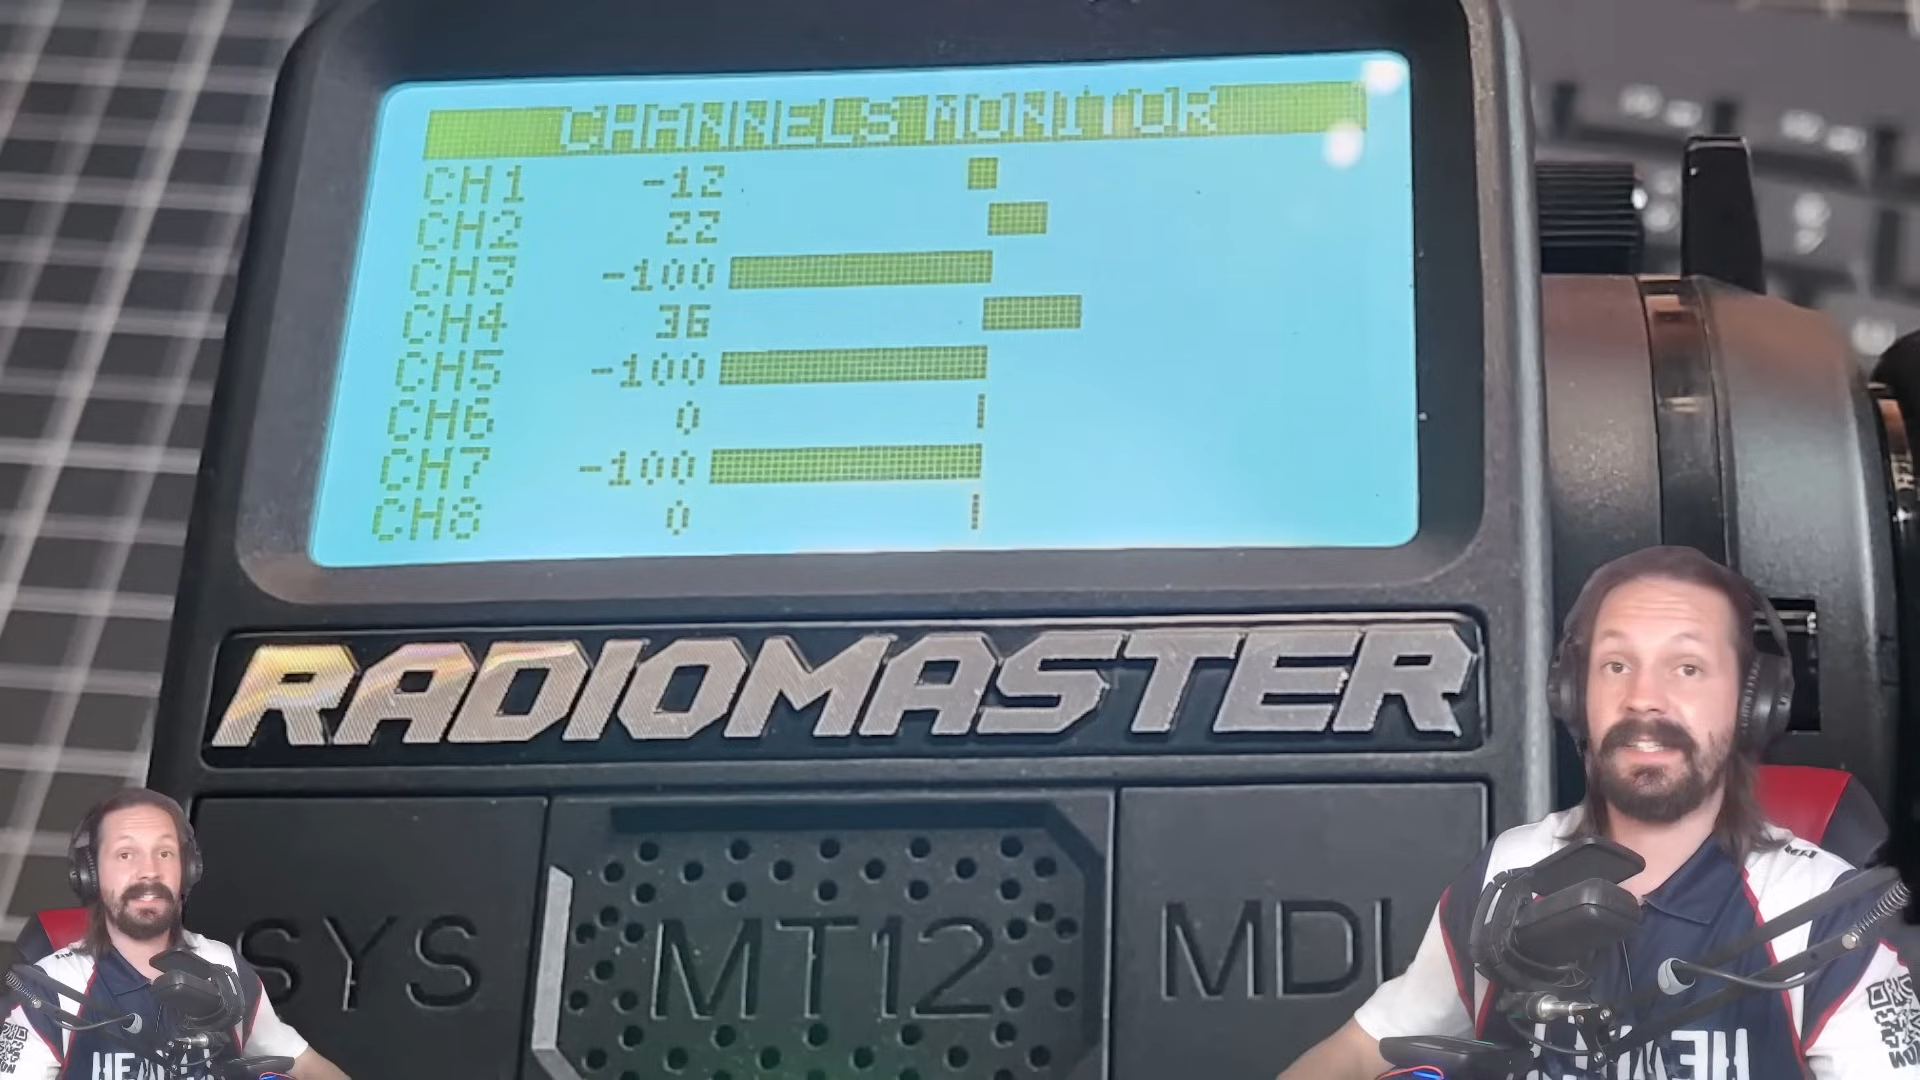 CHANNELS MONITOR
CH1 -12
CH2 22
CH3 -100
CH4 36
CH5 -100
CH6 0
CH7 -100
CH8 0
RADIOMASTER
SYS MT12 MDL